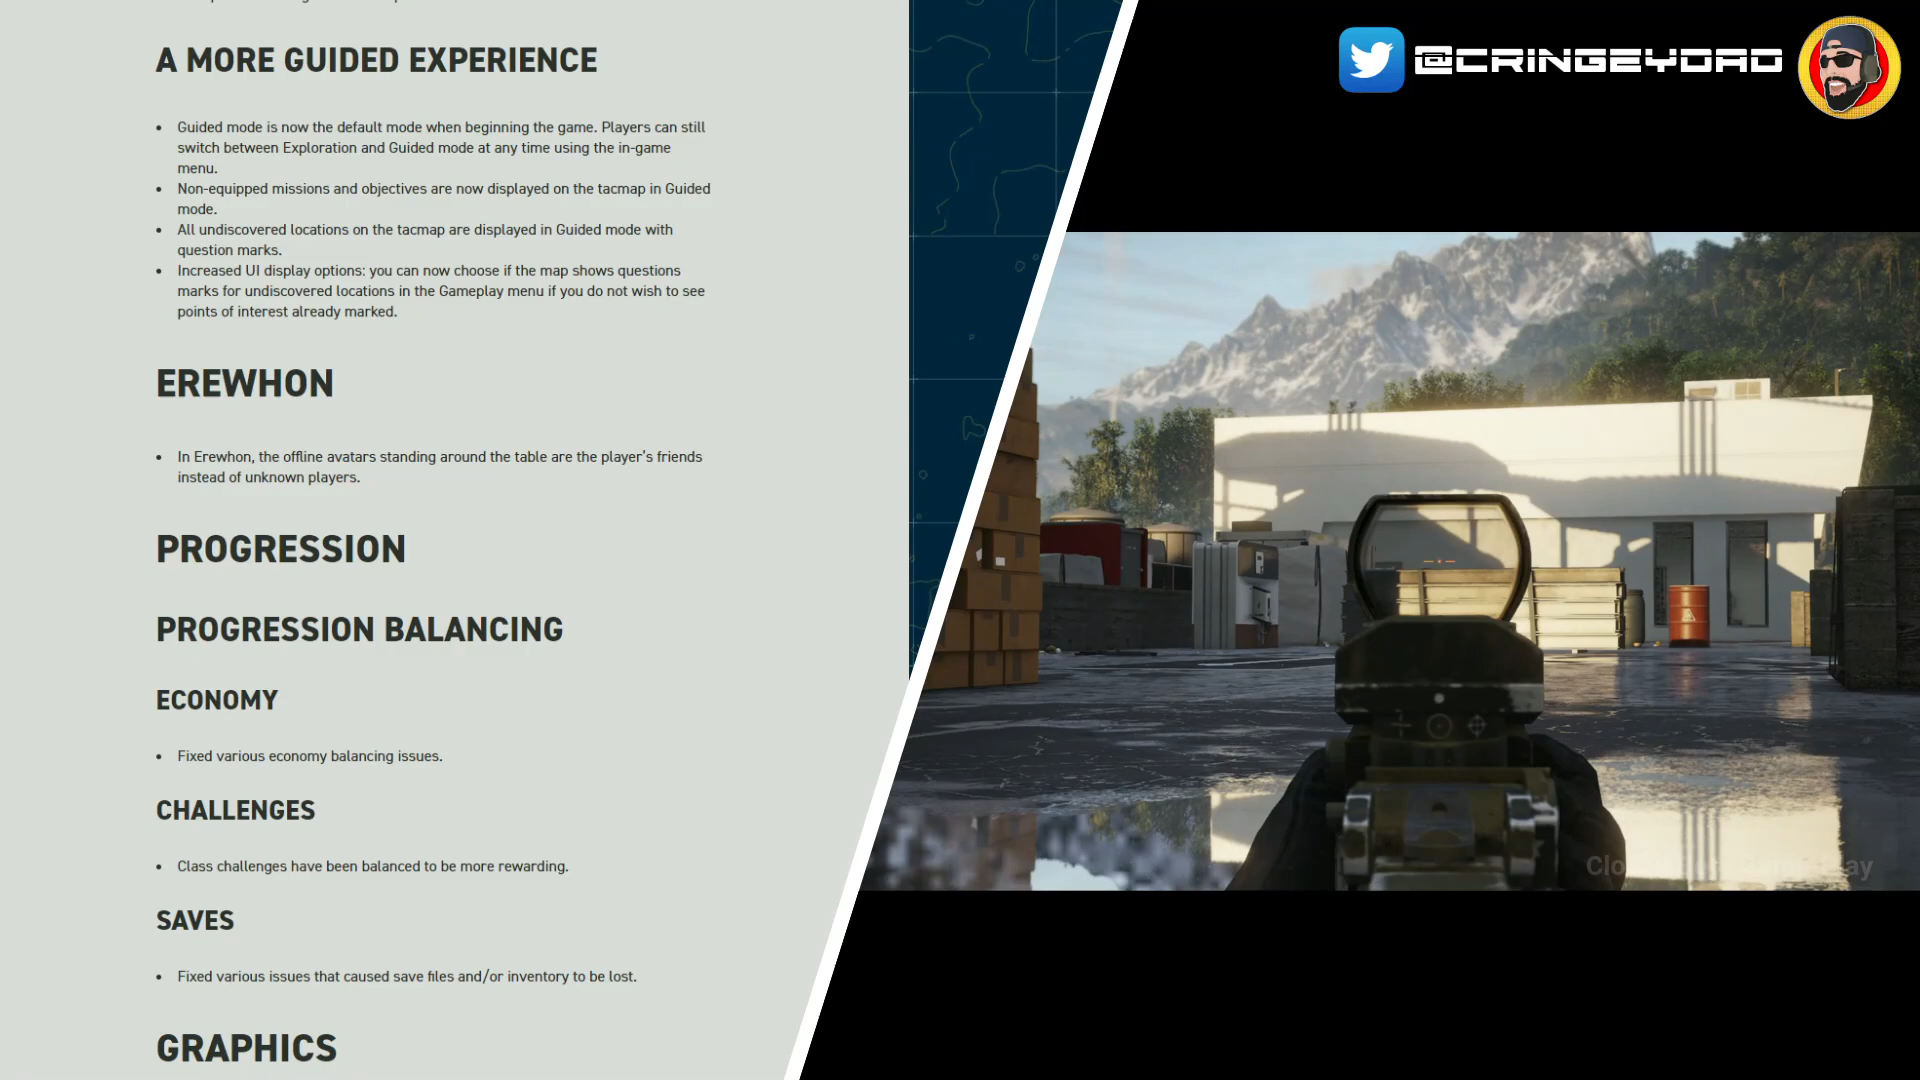 A MORE GUIDED EXPERIENCE
• Guided mode is now the default mode when beginning the game. Players can still
switch between Exploration and Guided mode at any time using the in-game
menu.
• Non-equipped missions and objectives are now displayed on the tacmap in Guided
mode.
• All undiscovered locations on the tacmap are displayed in Guided mode with
question marks.
• Increased UI display options: you can now choose if the map shows questions
marks for undiscovered locations in the Gameplay menu if you do not wish to see
points of interest already marked.
EREWHON
• In Erewhon, the offline avatars standing around the table are the player's friends
instead of unknown players.
PROGRESSION
PROGRESSION BALANCING
ECONOMY
• Fixed various economy balancing issues.
CHALLENGES
• Class challenges have been balanced to be more rewarding.
SAVES
• Fixed various issues that caused save files and/or inventory to be lost.
GRAPHICS
@CRINGEYDAD